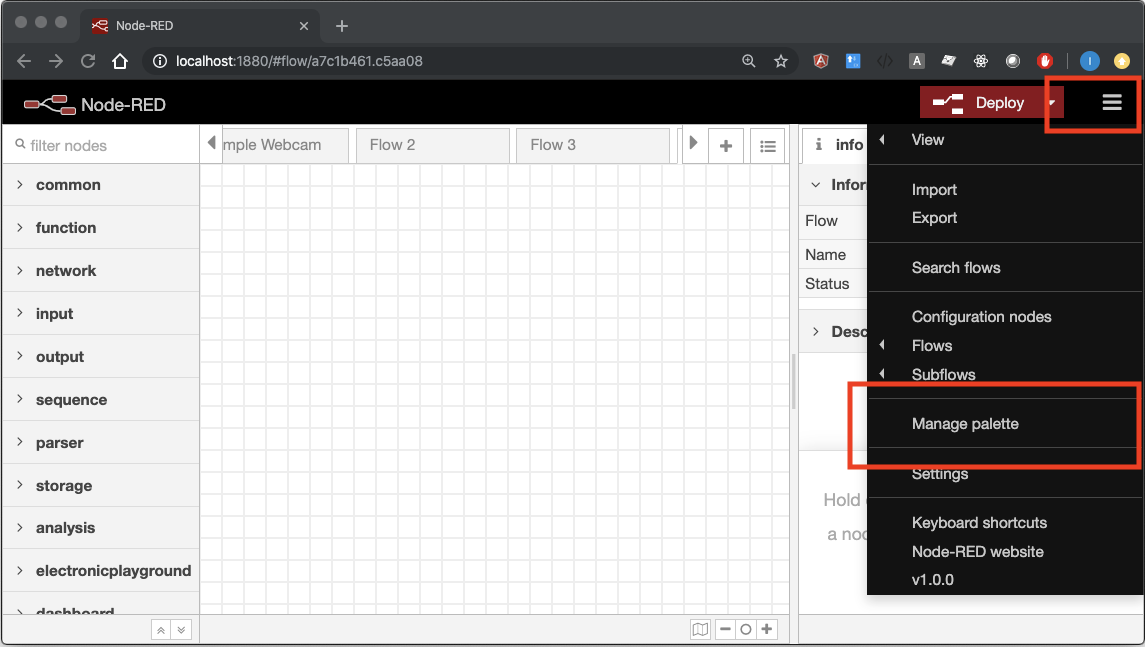 Node-RED
localhost:1880/#flow/a7c1b461.c5aa08
A
I
Node-RED
Deploy
filter nodes
mple Webcam
Flow 2
Flow 3
i info
common
function
network
input
output
sequence
parser
storage
analysis
electronicplayground
dashboard
Infor
Flow
Name
Status
Desc
Hold
a nod
View
Import
Export
Search flows
Configuration nodes
Flows
Subflows
Manage palette
Settings
Keyboard shortcuts
Node-RED website
v1.0.0